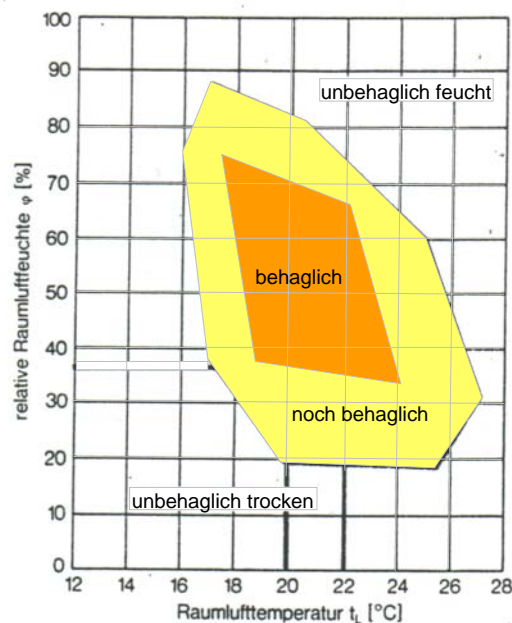 100
90
80
70
60
50
40
30
20
10
0
relative Raumluftfeuchte φ [%]
unbehaglich feucht
behaglich
noch behaglich
unbehaglich trocken
12 14 16 18 20 22 24 26 28
Raumlufttemperatur t_L [°C]